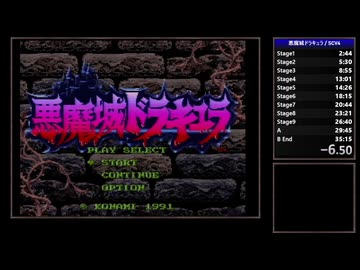 悪魔城ドラキュラ
PLAY SELECT
START
CONTINUE
OPTION
© KONAMI 1991
悪魔城ドラキュラ / SCV4
Stage1 2:44
Stage2 5:30
Stage3 8:55
Stage4 13:01
Stage5 14:26
Stage6 18:15
Stage7 20:44
Stage8 23:21
Stage9 26:40
A 29:45
B End 35:15
−6.50